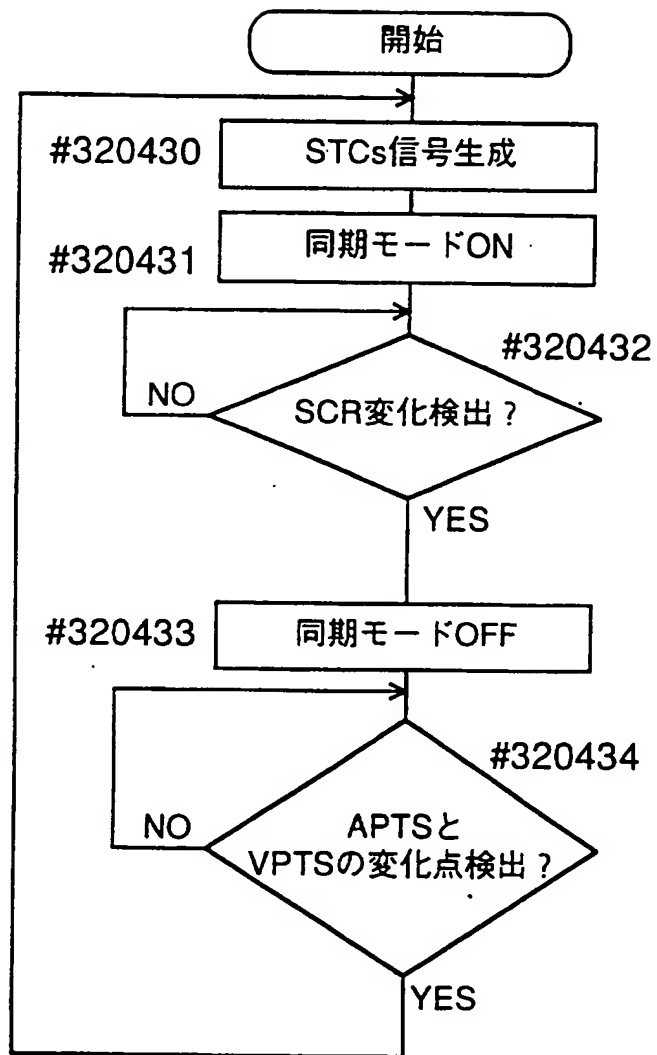 開始
#320430
STCs信号生成
#320431
同期モードON
#320432
NO
SCR変化検出？
YES
#320433
同期モードOFF
#320434
NO
APTSと
VPTSの変化点検出？
YES